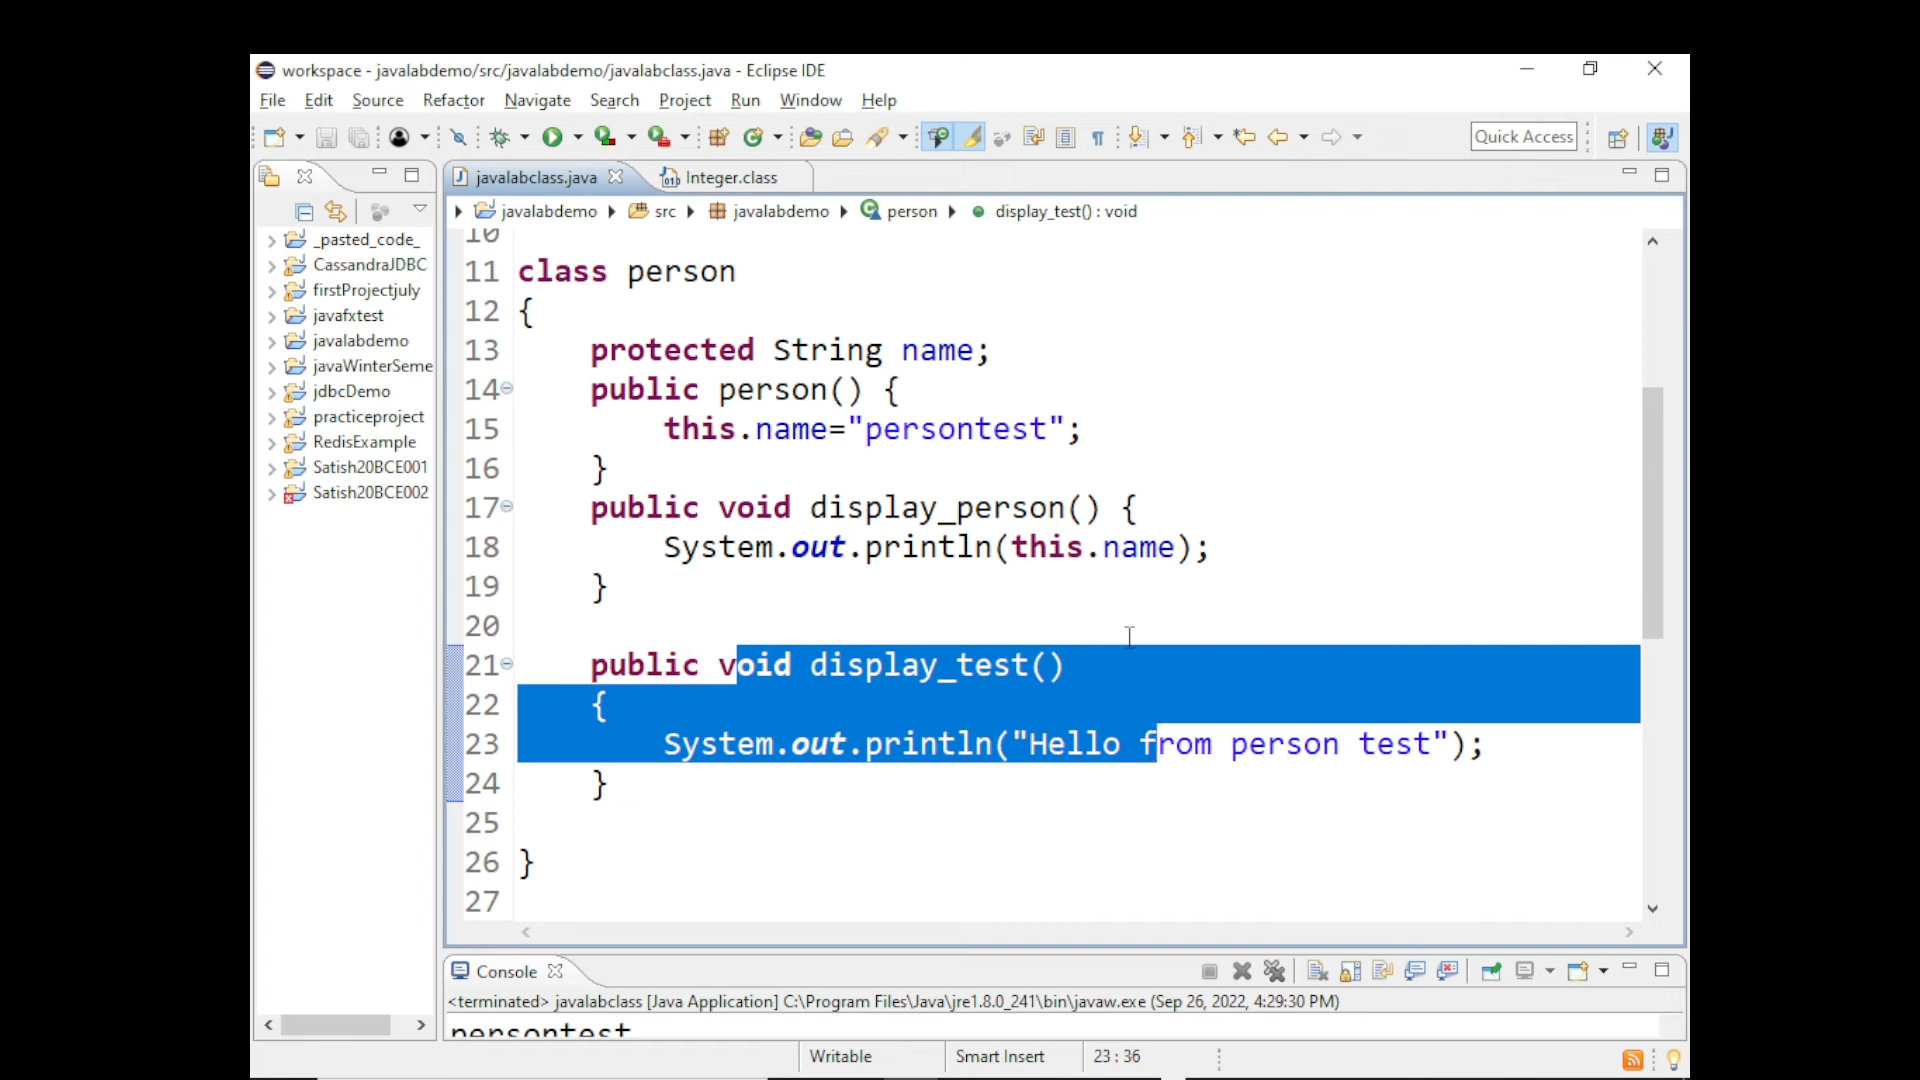 workspace - javalabdemo/src/javalabdemo/javalabclass.java - Eclipse IDE
File Edit Source Refactor Navigate Search Project Run Window Help
Quick Access
javalabclass.java Integer.class
javalabdemo src javalabdemo person display_test() : void
_pasted_code_
CassandraJDBC
firstProjectjuly
javafxtest
javalabdemo
javaWinterSeme
jdbcDemo
practiceproject
RedisExample
Satish20BCE001
Satish20BCE002
10
11 class person
12 {
13 protected String name;
14 public person() {
15 this.name="persontest";
16 }
17 public void display_person() {
18 System.out.println(this.name);
19 }
20
21 public void display_test()
22 {
23 System.out.println("Hello from person test");
24 }
25
26 }
27
Console
<terminated> javalabclass [Java Application] C:\Program Files\Java\jre1.8.0_241\bin\javaw.exe (Sep 26, 2022, 4:29:30 PM)
persontest
Writable Smart Insert 23 : 36